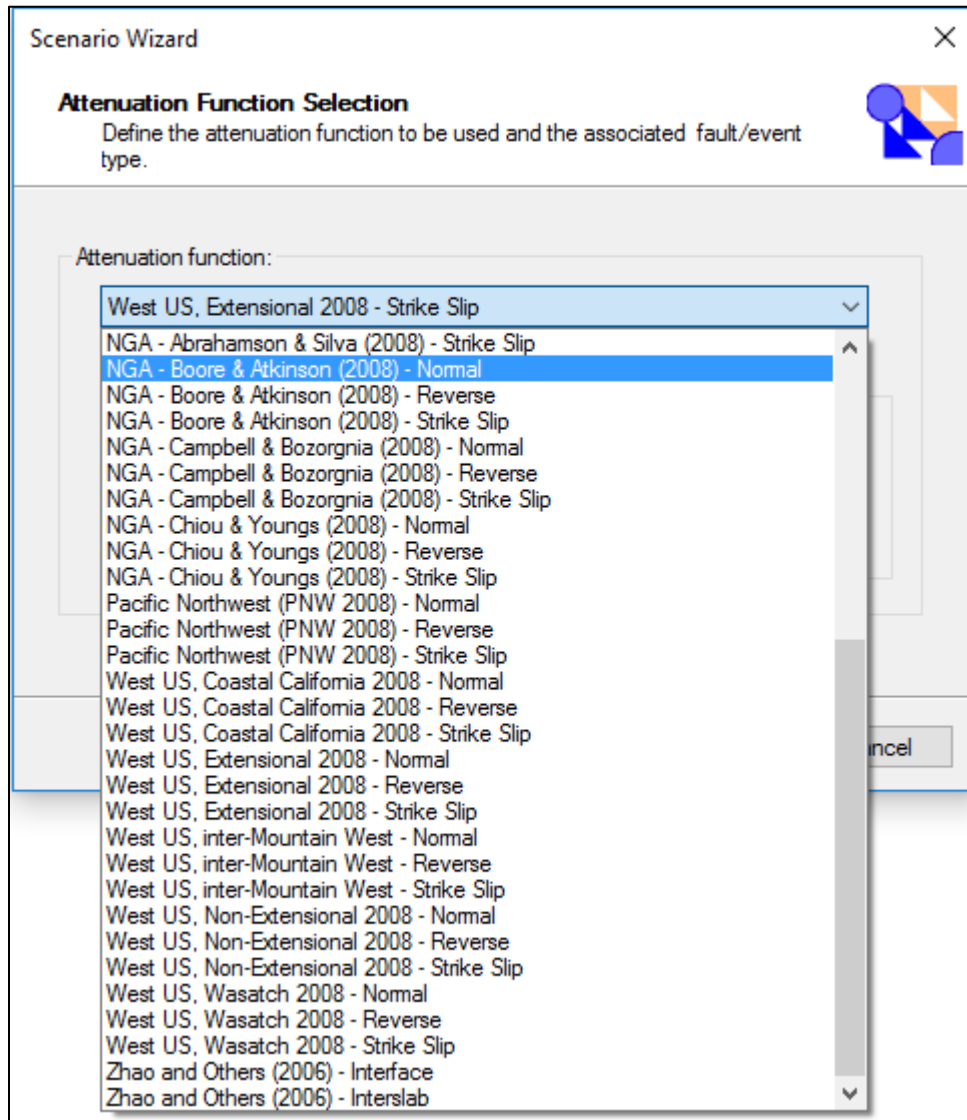 Scenario Wizard
Attenuation Function Selection
Define the attenuation function to be used and the associated fault/event
type.
Attenuation function:
West US, Extensional 2008 - Strike Slip
NGA - Abrahamson & Silva (2008) - Strike Slip
NGA - Boore & Atkinson (2008) - Normal
NGA - Boore & Atkinson (2008) - Reverse
NGA - Boore & Atkinson (2008) - Strike Slip
NGA - Campbell & Bozorgnia (2008) - Normal
NGA - Campbell & Bozorgnia (2008) - Reverse
NGA - Campbell & Bozorgnia (2008) - Strike Slip
NGA - Chiou & Youngs (2008) - Normal
NGA - Chiou & Youngs (2008) - Reverse
NGA - Chiou & Youngs (2008) - Strike Slip
Pacific Northwest (PNW 2008) - Normal
Pacific Northwest (PNW 2008) - Reverse
Pacific Northwest (PNW 2008) - Strike Slip
West US, Coastal California 2008 - Normal
West US, Coastal California 2008 - Reverse
West US, Coastal California 2008 - Strike Slip
West US, Extensional 2008 - Normal
ncel
West US, Extensional 2008 - Reverse
West US, Extensional 2008 - Strike Slip
West US, inter-Mountain West - Normal
West US, inter-Mountain West - Reverse
West US, inter-Mountain West - Strike Slip
West US, Non-Extensional 2008 - Normal
West US, Non-Extensional 2008 - Reverse
West US, Non-Extensional 2008 - Strike Slip
West US, Wasatch 2008 - Normal
West US, Wasatch 2008 - Reverse
West US, Wasatch 2008 - Strike Slip
Zhao and Others (2006) - Interface
Zhao and Others (2006) - Interslab